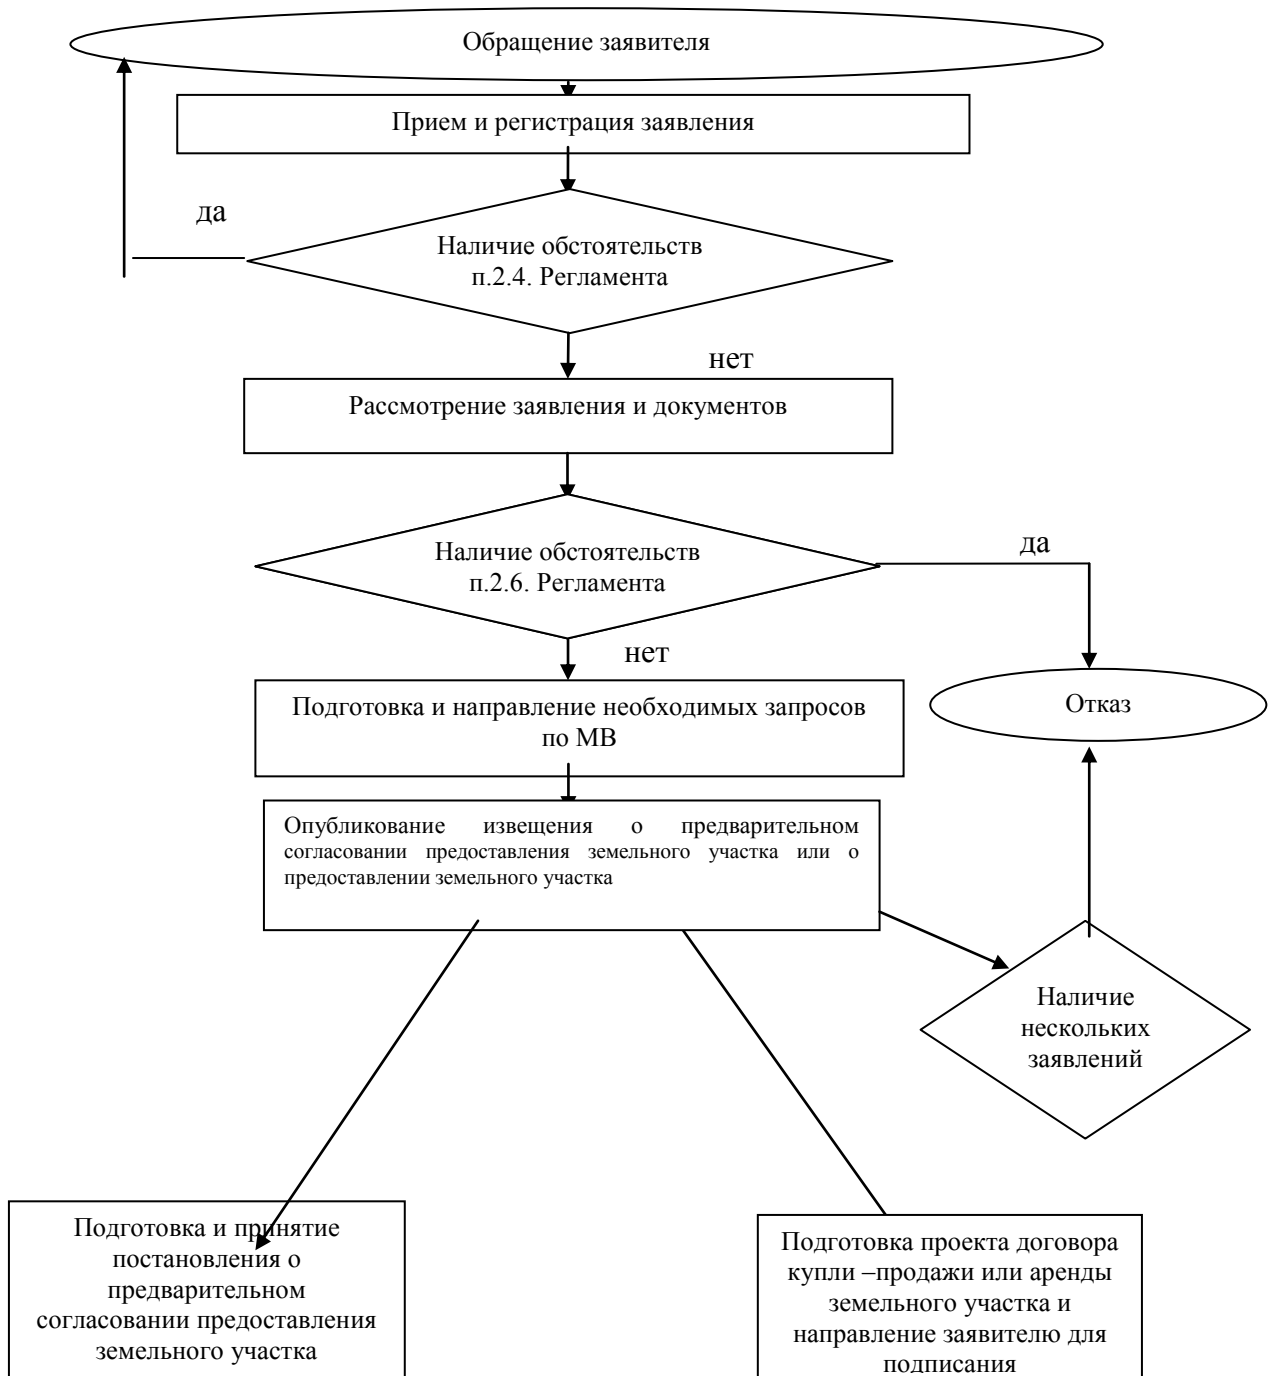 Обращение заявителя
Прием и регистрация заявления
да
Наличие обстоятельств
п.2.4. Регламента
нет
Рассмотрение заявления и документов
Наличие обстоятельств
п.2.6. Регламента
да
нет
Подготовка и направление необходимых запросов
по МВ
Отказ
Опубликование извещения о предварительном
согласовании предоставления земельного участка или о
предоставлении земельного участка
Наличие
нескольких
заявлений
Подготовка и принятие
постановления о
предварительном
согласовании предоставления
земельного участка
Подготовка проекта договора
купли –продажи или аренды
земельного участка и
направление заявителю для
подписания